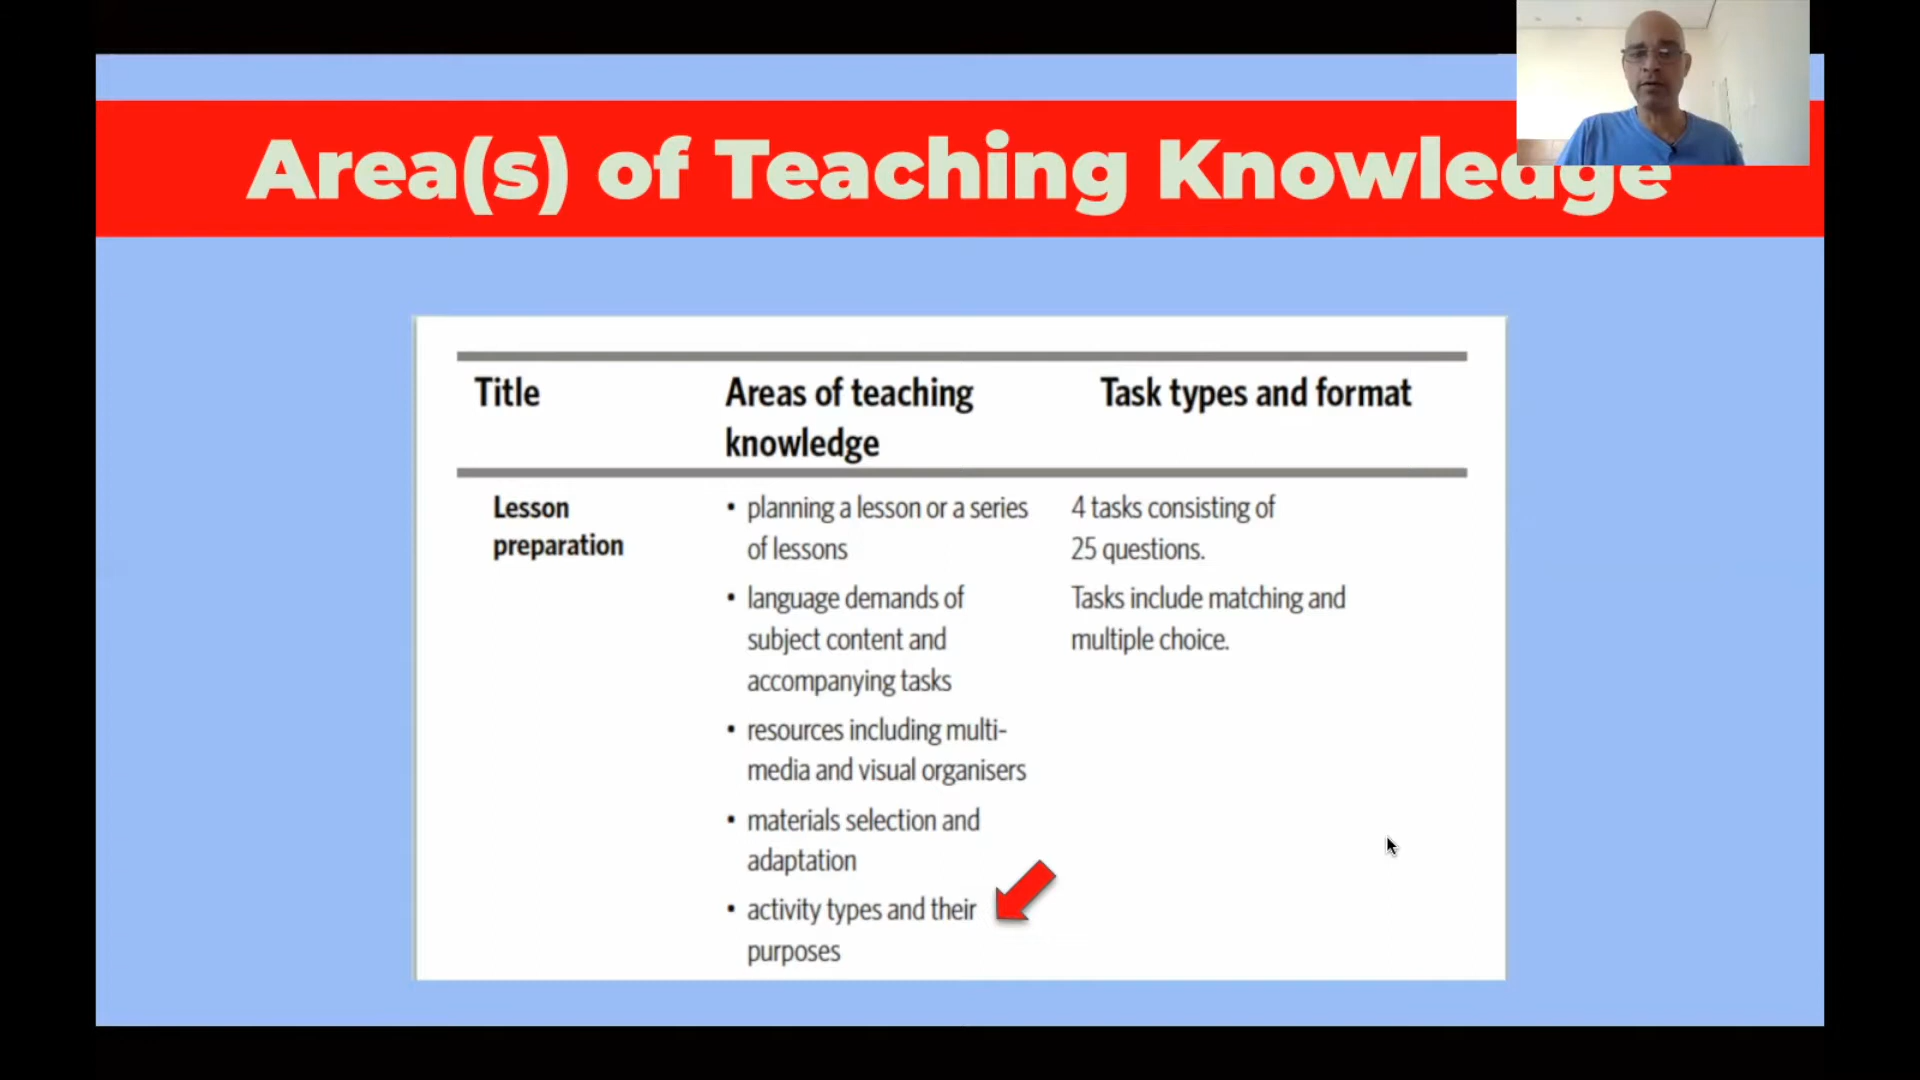 Area(s) of Teaching Knowledge
Title
Areas of teaching
knowledge
Task types and format
Lesson
preparation
• planning a lesson or a series
of lessons
• language demands of
subject content and
accompanying tasks
• resources including multi-
media and visual organisers
• materials selection and
adaptation
• activity types and their
purposes
4 tasks consisting of
25 questions.
Tasks include matching and
multiple choice.